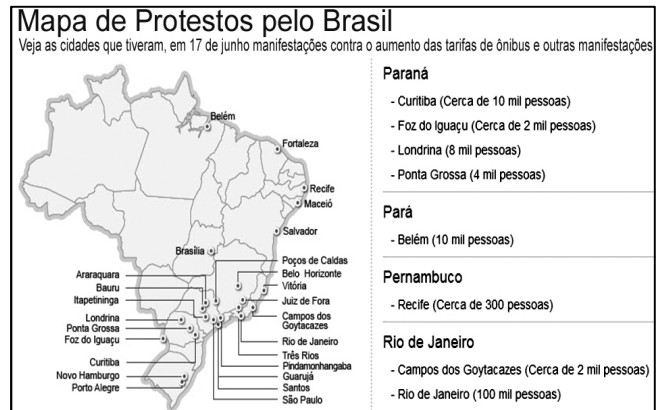 Mapa de Protestos pelo Brasil
Veja as cidades que tiveram, em 17 de junho manifestações contra o aumento das tarifas de ônibus e outras manifestações
Belém
Fortaleza
Recife
Maceió
Salvador
Brasília
Poços de Caldas
Belo Horizonte
Vitória
Juiz de Fora
Campos dos
Goytacazes
Rio de Janeiro
Três Rios
Pindamonhangaba
Guarujá
Santos
São Paulo
Araraquara
Bauru
Itapetininga
Londrina
Ponta Grossa
Foz do Iguaçu
Curitiba
Novo Hamburgo
Porto Alegre
Paraná
- Curitiba (Cerca de 10 mil pessoas)
- Foz do Iguaçu (Cerca de 2 mil pessoas)
- Londrina (8 mil pessoas)
- Ponta Grossa (4 mil pessoas)
Pará
- Belém (10 mil pessoas)
Pernambuco
- Recife (Cerca de 300 pessoas)
Rio de Janeiro
- Campos dos Goytacazes (Cerca de 2 mil pessoas)
- Rio de Janeiro (100 mil pessoas)